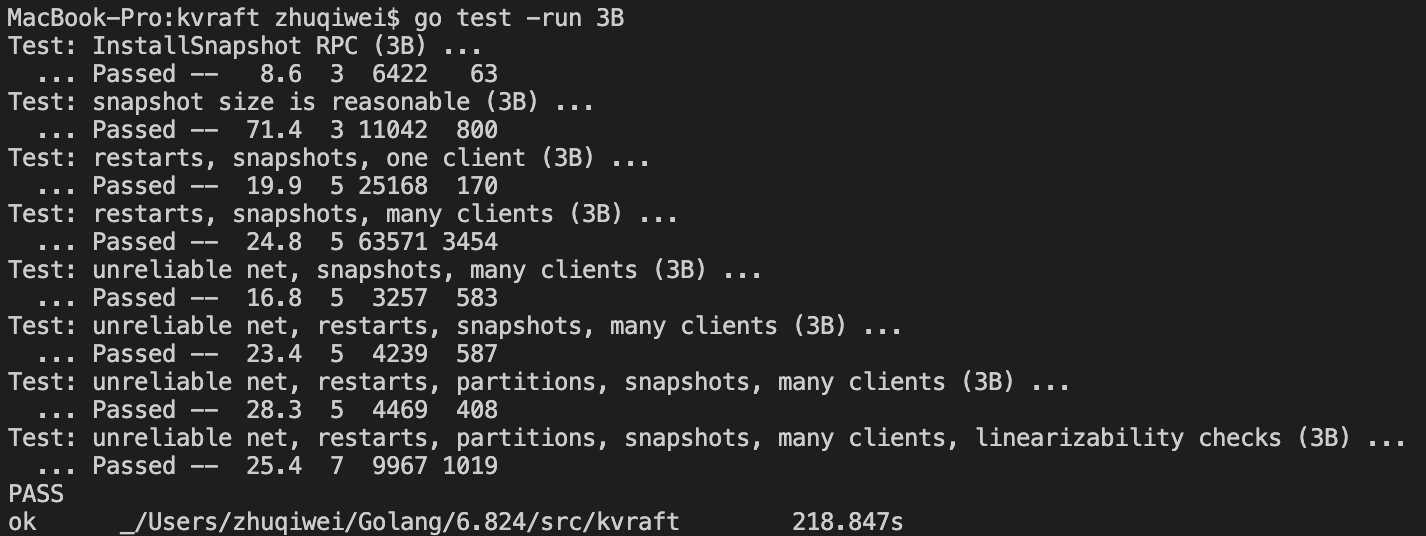 MacBook-Pro:kvraft zhuqiwei$ go test -run 3B
Test: InstallSnapshot RPC (3B) ...
  ... Passed --   8.6  3  6422   63
Test: snapshot size is reasonable (3B) ...
  ... Passed --  71.4  3 11042  800
Test: restarts, snapshots, one client (3B) ...
  ... Passed --  19.9  5 25168  170
Test: restarts, snapshots, many clients (3B) ...
  ... Passed --  24.8  5 63571 3454
Test: unreliable net, snapshots, many clients (3B) ...
  ... Passed --  16.8  5  3257  583
Test: unreliable net, restarts, snapshots, many clients (3B) ...
  ... Passed --  23.4  5  4239  587
Test: unreliable net, restarts, partitions, snapshots, many clients (3B) ...
  ... Passed --  28.3  5  4469  408
Test: unreliable net, restarts, partitions, snapshots, many clients, linearizability checks (3B) ...
  ... Passed --  25.4  7  9967 1019
PASS
ok      _/Users/zhuqiwei/Golang/6.824/src/kvraft        218.847s